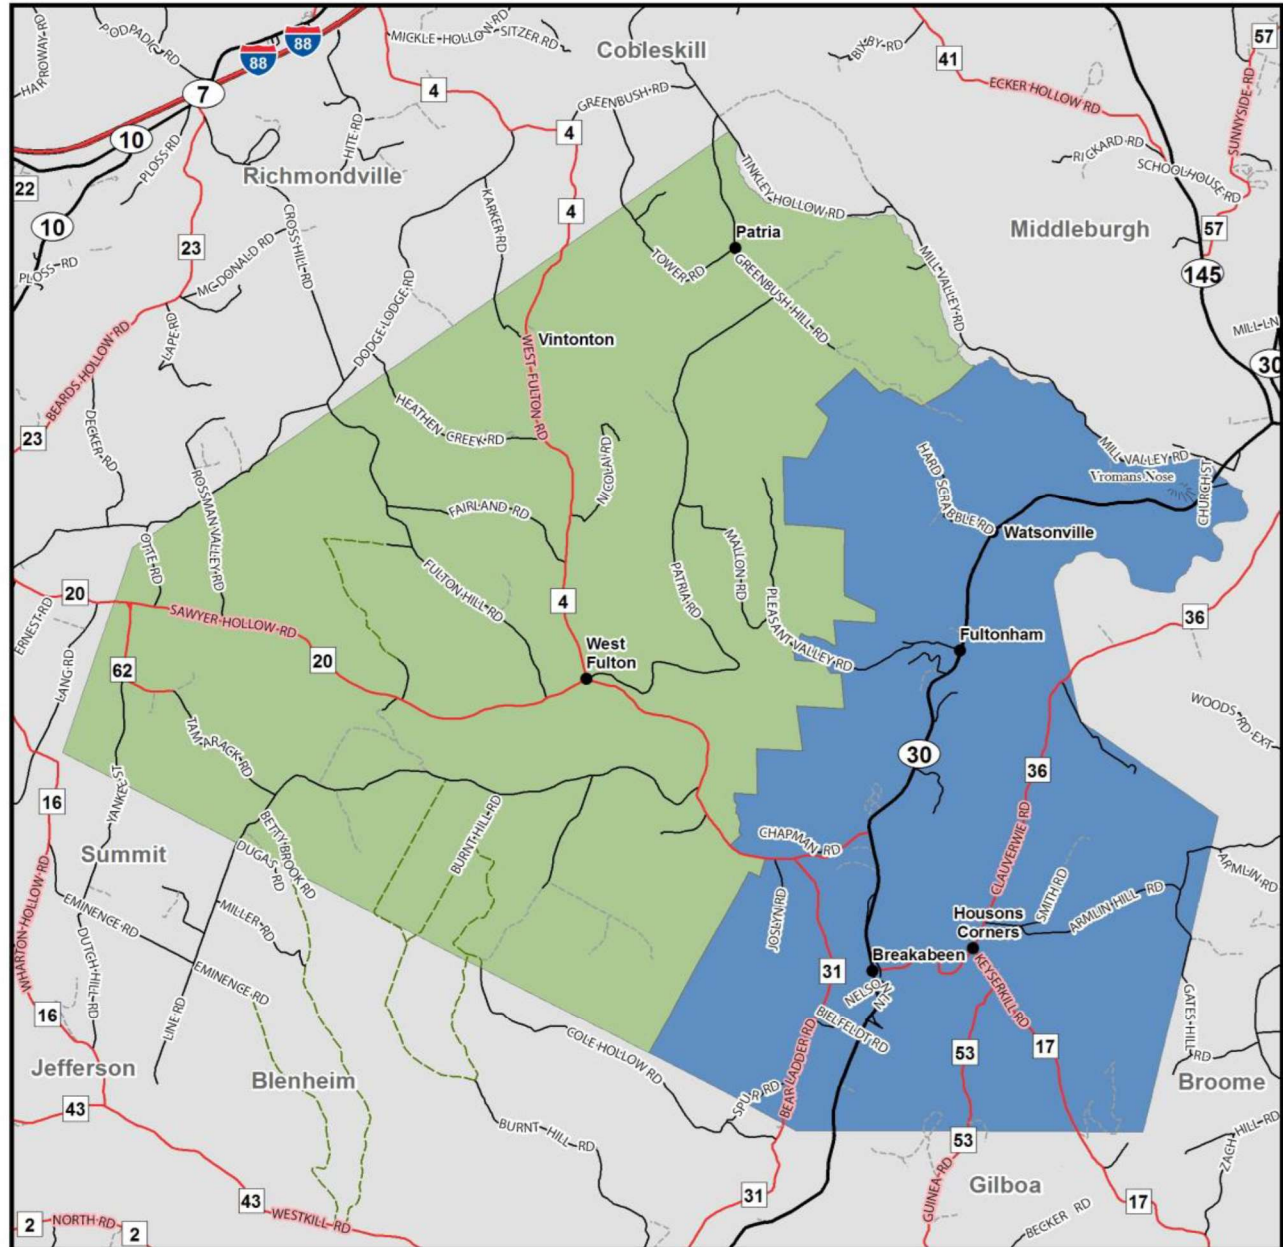 HARROWAY RD
PODPADIC RD
88
88
MICKLE HOLLOW RD
SITZER RD
Cobleskill
BIXBY RD
41
57
ECKER HOLLOW RD
SUNNYSIDE RD
7
4
GREENBUSH RD
4
10
PLOSS RD
HITE RD
RICKARD RD
SCHOOL HOUSE RD
22
Richmondville
TINKLEY HOLLOW RD
10
CROSS HILL RD
KARKER RD
4
Patria
Middleburgh
57
PLOSS RD
23
MC DONALD RD
TOWER RD
GREENBUSH HILL RD
MILL VALLEY RD
145
LAPE RD
DODGE LODGE RD
Vintonton
MILL LN
BEARDS HOLLOW RD
WEST FULTON RD
30
23
DECKER RD
HEATHEN CREEK RD
NICOLAI RD
HARD SCRABBLE RD
MILL VALLEY RD
Vromans Nose
CHURCH ST
ROSSMAN VALLEY RD
FAIRLAND RD
Watsonville
OTTE RD
FULTON HILL RD
PATRIA RD
MALLON RD
PLEASANT VALLEY RD
20
ERNEST RD
SAWYER HOLLOW RD
4
36
62
20
West
Fulton
Fultonham
LANG RD
TAMARACK RD
WOODS RD EXT
30
36
16
YANKEE ST
BURNT HILL RD
CHAPMAN RD
CLAUVERWIE RD
Summit
BETTY BROOK RD
DUGAS RD
ARMLIN RD
WHARTON HOLLOW RD
EMINENCE RD
MILLER RD
JOSLYN RD
SMITH RD
ARMLIN HILL RD
Housons
Corners
DUTCH HILL RD
EMINENCE RD
31
Breakabeen
KEYSERKILL RD
16
LINE RD
NELSON
BIELFELDT RD
GATES HILL RD
COLE HOLLOW RD
53
17
Jefferson
Blenheim
BEAR LADDER RD
Broome
43
SPUR RD
BURNT HILL RD
53
ZACH HILL RD
43
31
GUINEA RD
Gilboa
17
2
NORTH RD
2
WESTKILL RD
BECKER RD